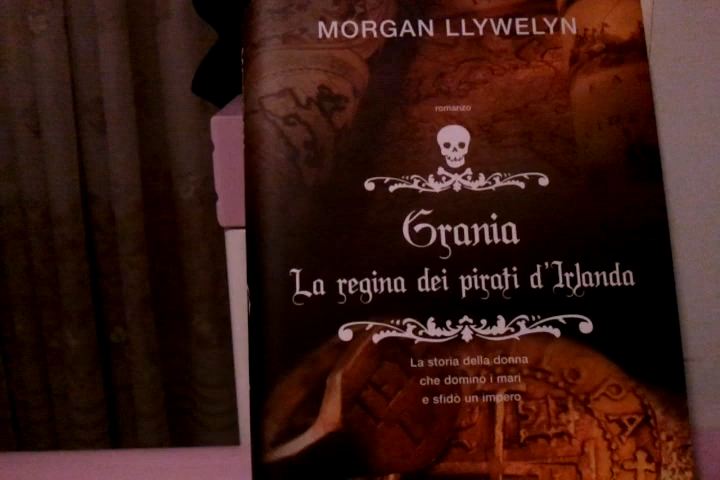 MORGAN LLYWELYN
romanzo
Grania
La regina dei pirati d'Irlanda
La storia della donna
che dominò i mari
e sfidò un impero